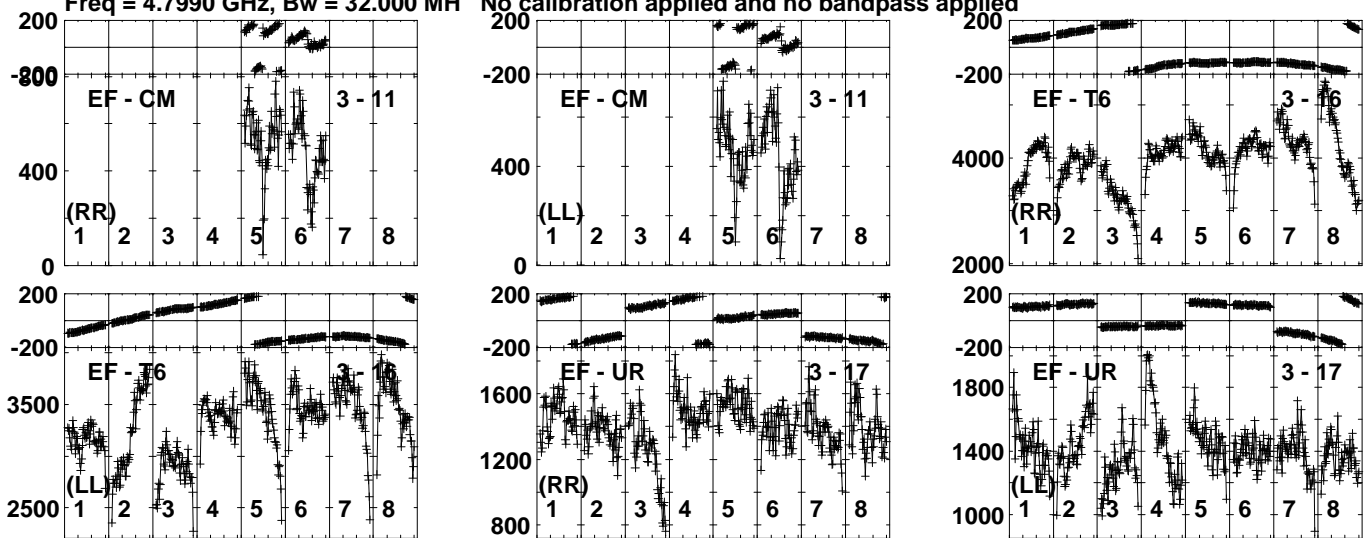 Freq = 4.7990 GHz, Bw = 32.000 MH No calibration applied and no bandpass applied
200
-200
800
EF - CM 3 - 11
400
(RR)
1 2 3 4 5 6 7 8
0
200
-200
EF - CM 3 - 11
400
(LL)
1 2 3 4 5 6 7 8
0
200
-200
EF - T6 3 - 16
4000
(RR)
1 2 3 4 5 6 7 8
2000
200
-200
EF - T6 3 - 16
3500
(LL)
2500
1 2 3 4 5 6 7 8
200
-200
EF - UR 3 - 17
1600
1200
(RR)
1 2 3 4 5 6 7 8
800
200
-200
EF - UR 3 - 17
1800
1400
(LL)
1 2 3 4 5 6 7 8
1000